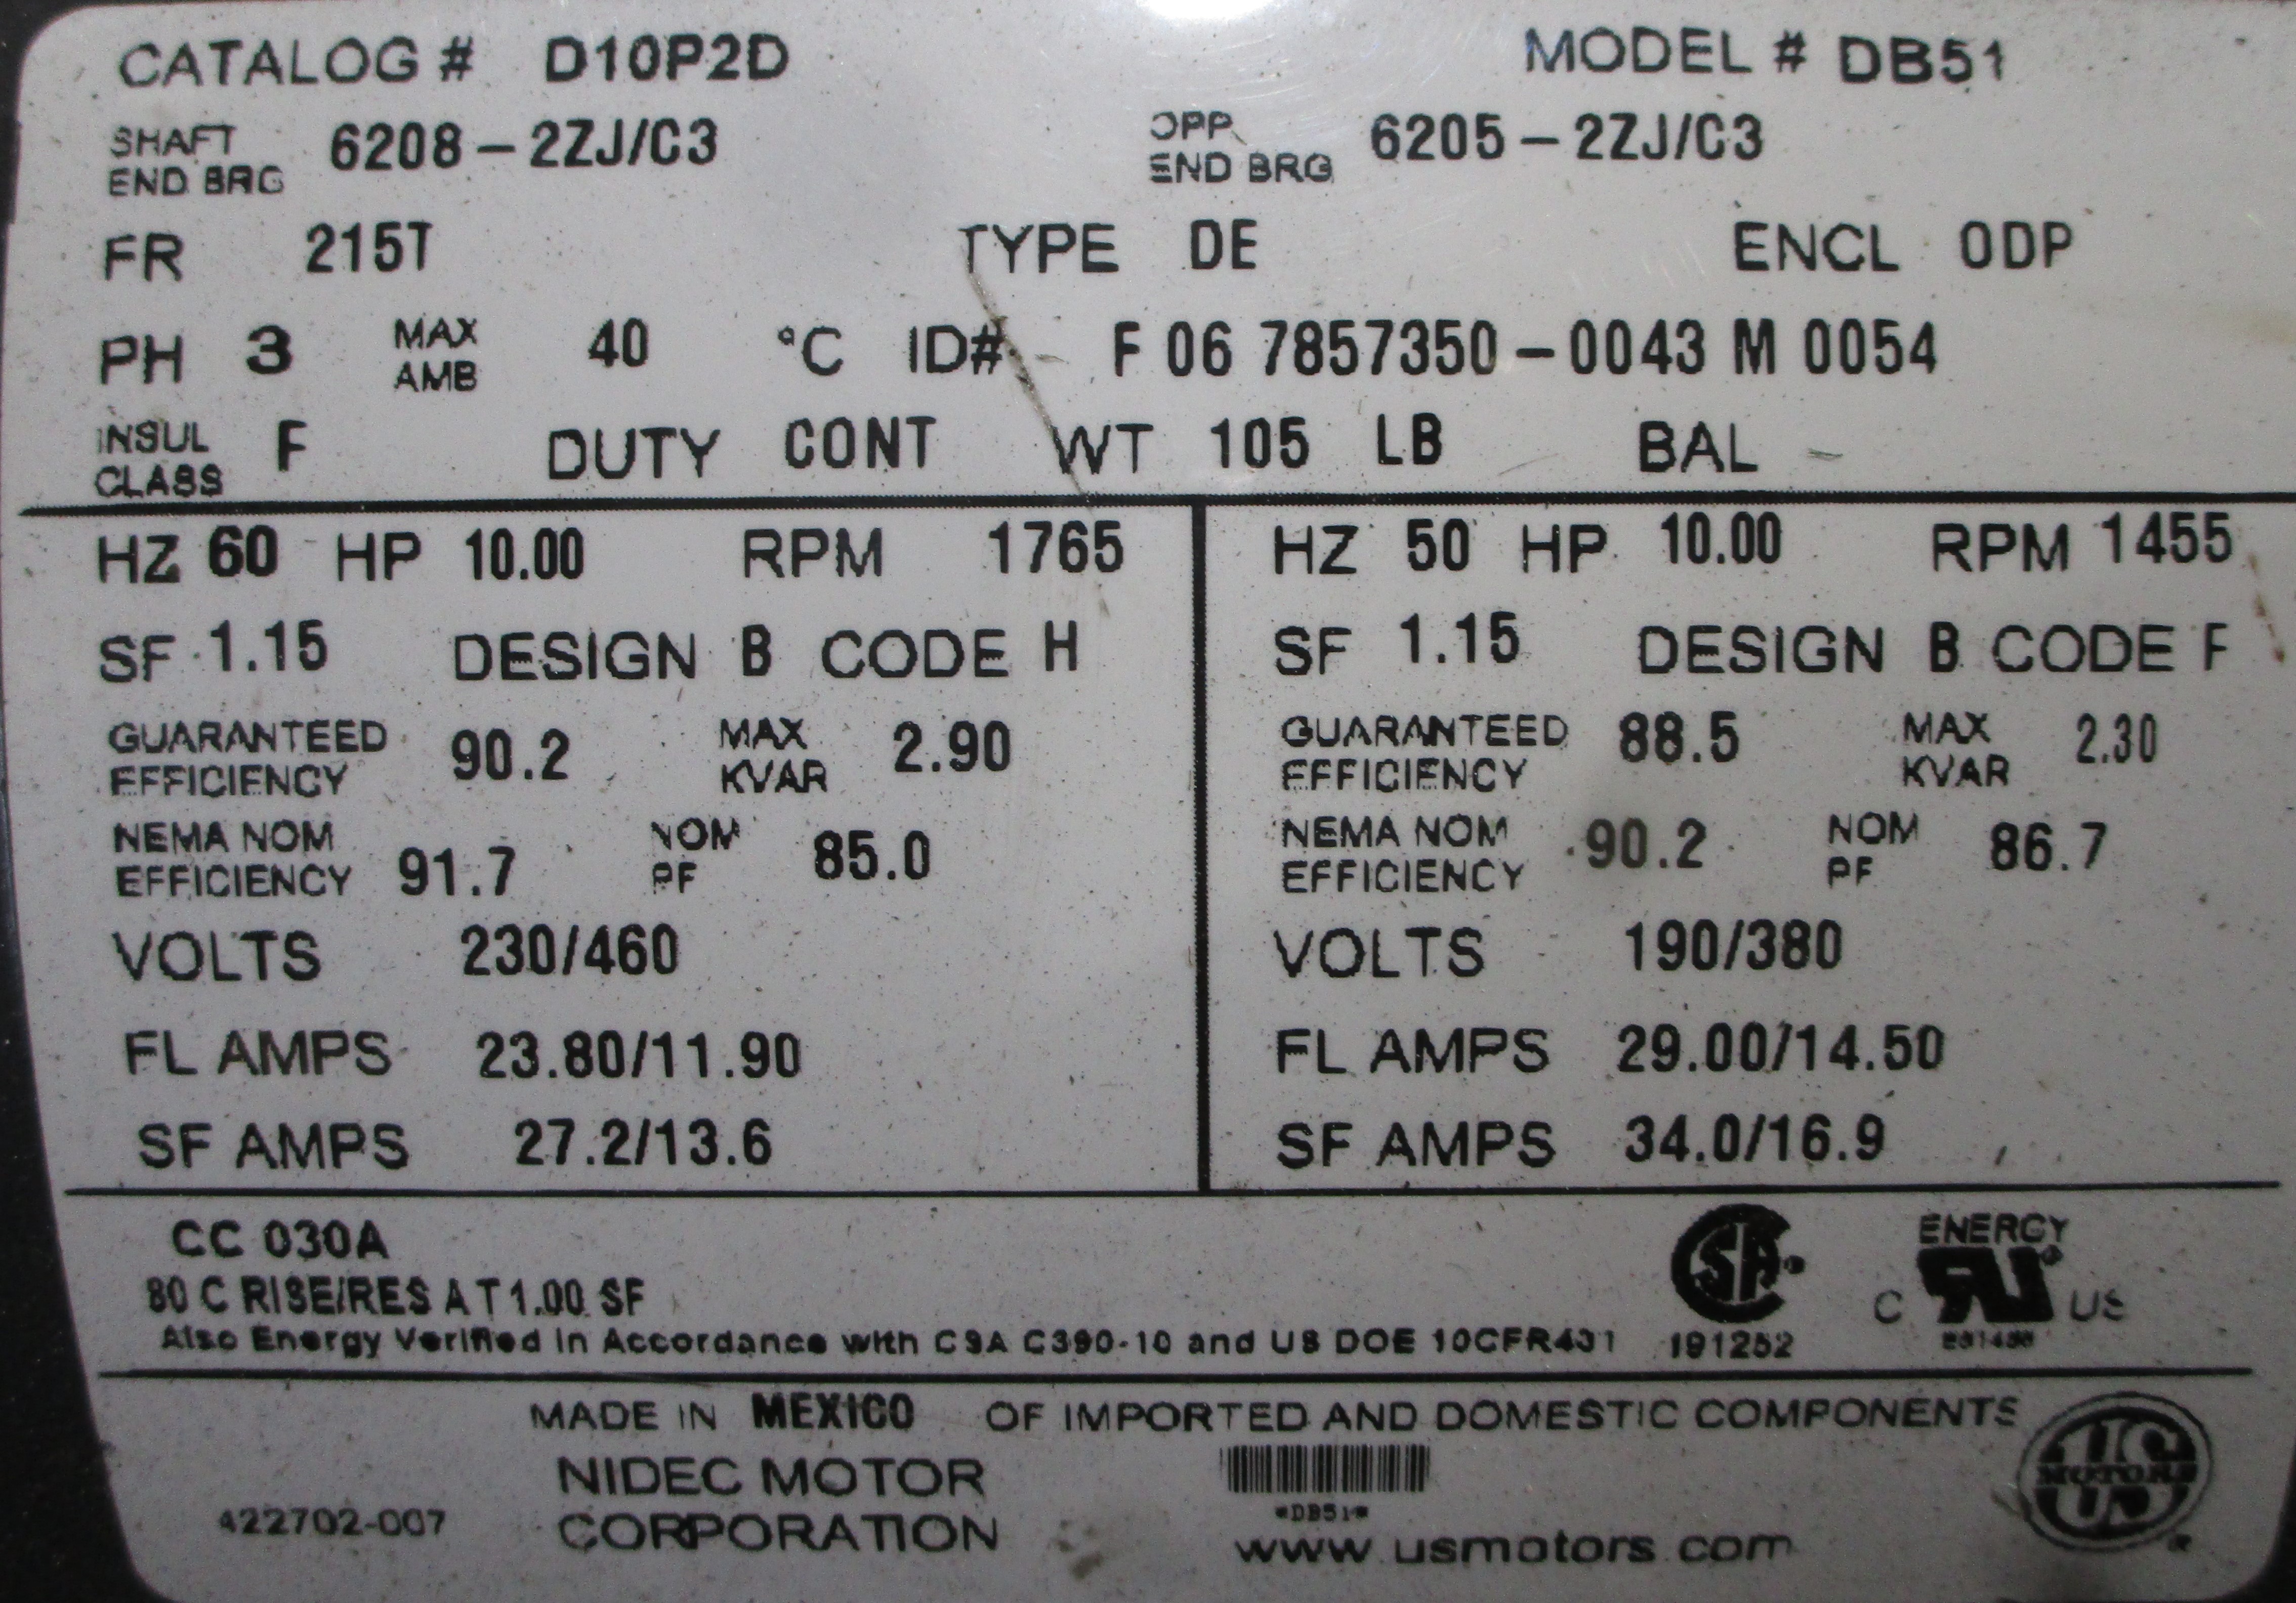 CATALOG # D10P2D MODEL # DB51
SHAFT END BRG 6208-2ZJ/C3 OPP END BRG 6205-2ZJ/C3
FR 215T TYPE DE ENCL ODP
PH 3 MAX AMB 40 °C ID# F 06 7857350-0043 M 0054
INSUL CLASS F DUTY CONT WT 105 LB BAL -
HZ 60 HP 10.00 RPM 1765
SF 1.15 DESIGN B CODE H
GUARANTEED EFFICIENCY 90.2 MAX KVAR 2.90
NEMA NOM EFFICIENCY 91.7 NOM PF 85.0
VOLTS 230/460
FL AMPS 23.80/11.90
SF AMPS 27.2/13.6
HZ 50 HP 10.00 RPM 1455
SF 1.15 DESIGN B CODE F
GUARANTEED EFFICIENCY 88.5 MAX KVAR 2.30
NEMA NOM EFFICIENCY 90.2 NOM PF 86.7
VOLTS 190/380
FL AMPS 29.00/14.50
SF AMPS 34.0/16.9
CC 030A
80 C RISE/RES AT 1.00 SF
Also Energy Verified in Accordance with CSA C390-10 and US DOE 10CFR431
SA 191252
ENERGY
C RU US
MADE IN MEXICO OF IMPORTED AND DOMESTIC COMPONENTS
NIDEC MOTOR
CORPORATION
422702-007
*DB51*
www.usmotors.com
US MOTORS